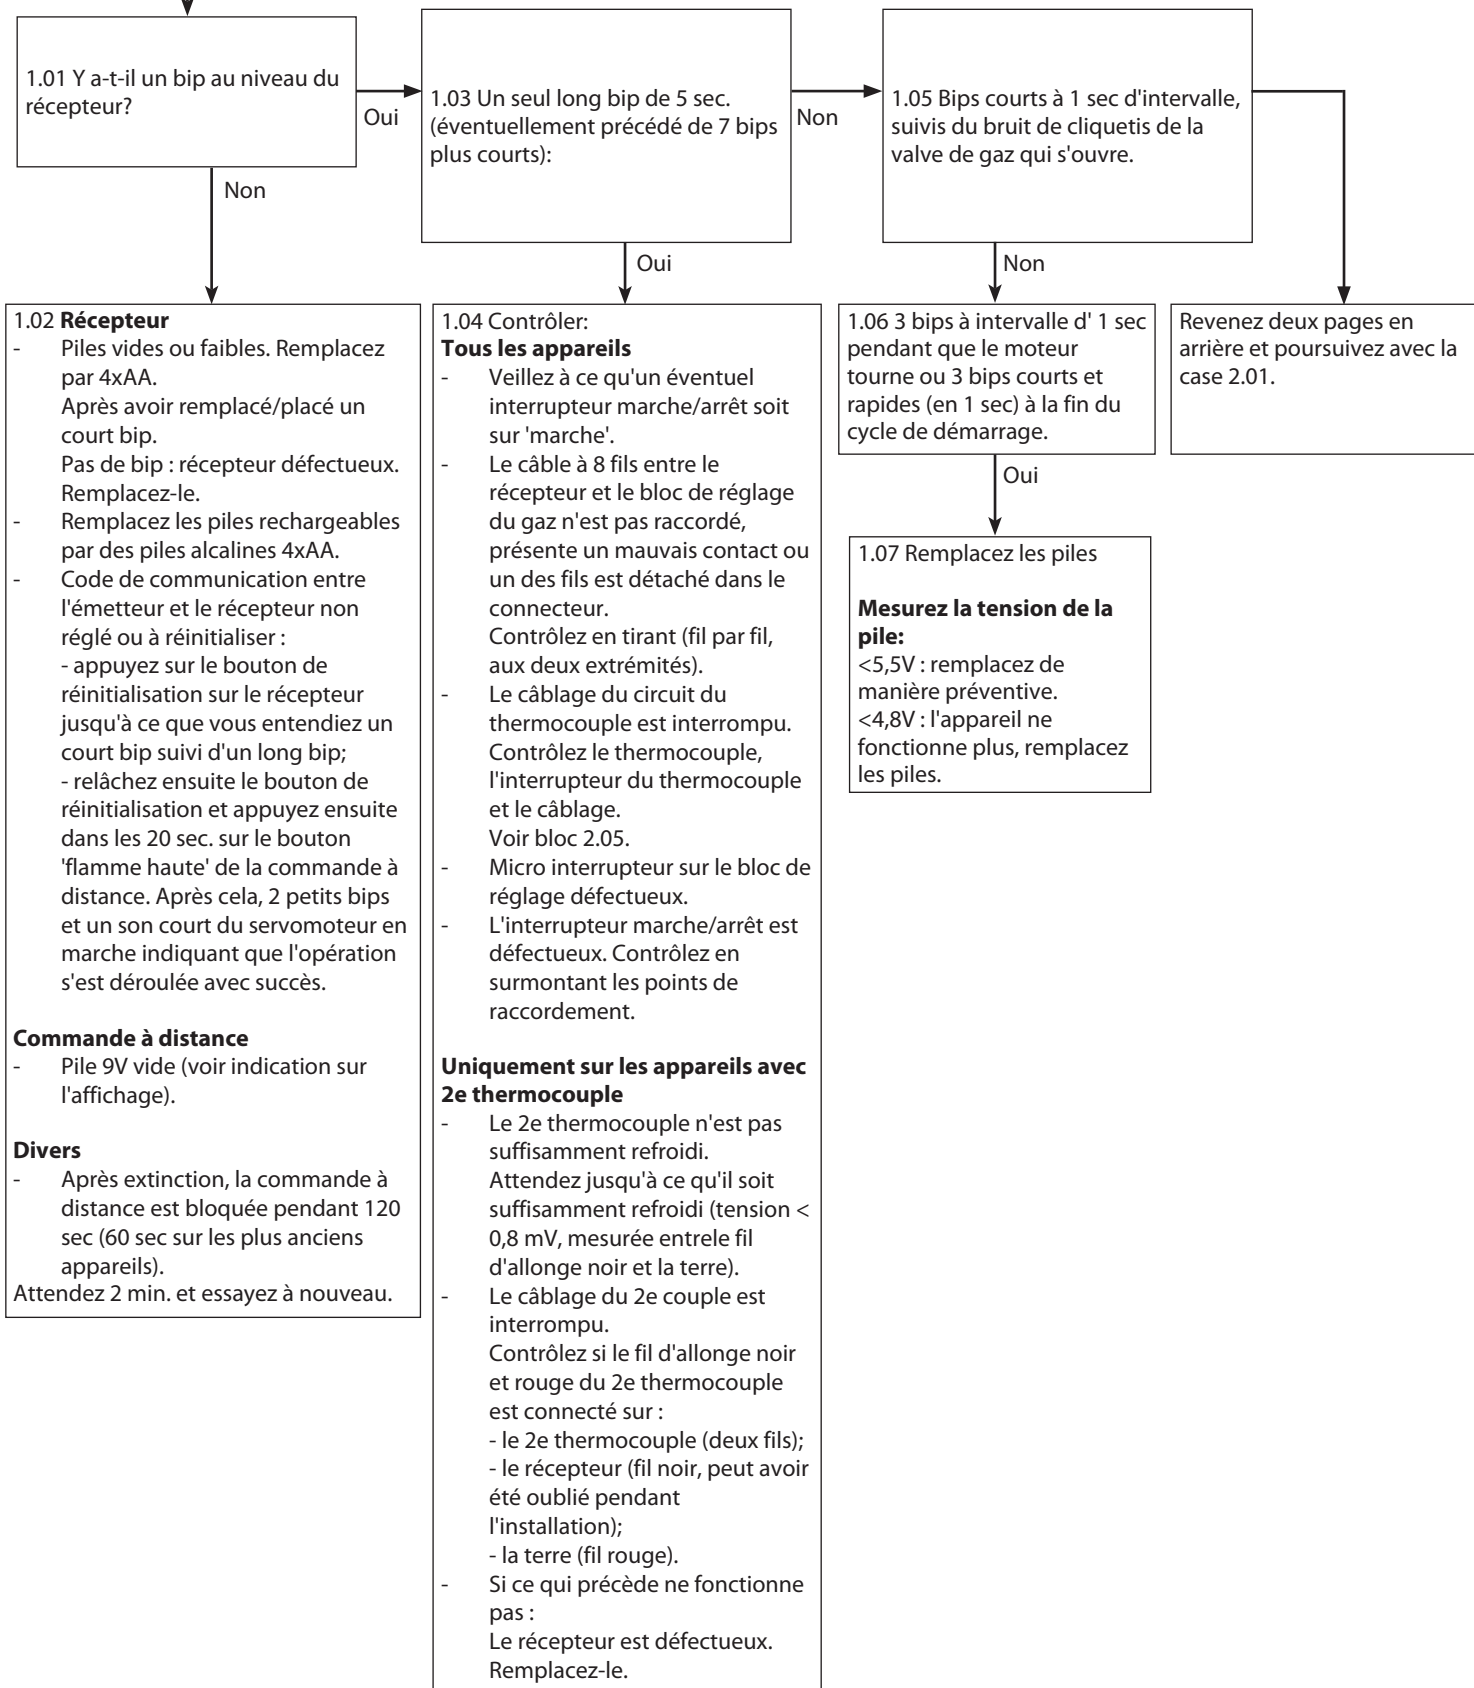 1.01 Y a-t-il un bip au niveau du
récepteur?
Oui
Non
1.03 Un seul long bip de 5 sec.
(éventuellement précédé de 7 bips
plus courts):
Non
Oui
1.05 Bips courts à 1 sec d'intervalle,
suivis du bruit de cliquetis de la
valve de gaz qui s'ouvre.
Non
1.02 Récepteur
- Piles vides ou faibles. Remplacez
par 4xAA.
Après avoir remplacé/placé un
court bip.
Pas de bip : récepteur défectueux.
Remplacez-le.
- Remplacez les piles rechargeables
par des piles alcalines 4xAA.
- Code de communication entre
l'émetteur et le récepteur non
réglé ou à réinitialiser :
- appuyez sur le bouton de
réinitialisation sur le récepteur
jusqu'à ce que vous entendiez un
court bip suivi d'un long bip;
- relâchez ensuite le bouton de
réinitialisation et appuyez ensuite
dans les 20 sec. sur le bouton
'flamme haute' de la commande à
distance. Après cela, 2 petits bips
et un son court du servomoteur en
marche indiquant que l'opération
s'est déroulée avec succès.
Commande à distance
- Pile 9V vide (voir indication sur
l'affichage).
Divers
- Après extinction, la commande à
distance est bloquée pendant 120
sec (60 sec sur les plus anciens
appareils).
Attendez 2 min. et essayez à nouveau.
1.04 Contrôler:
Tous les appareils
- Veillez à ce qu'un éventuel
interrupteur marche/arrêt soit
sur 'marche'.
- Le câble à 8 fils entre le
récepteur et le bloc de réglage
du gaz n'est pas raccordé,
présente un mauvais contact ou
un des fils est détaché dans le
connecteur.
Contrôlez en tirant (fil par fil,
aux deux extrémités).
- Le câblage du circuit du
thermocouple est interrompu.
Contrôlez le thermocouple,
l'interrupteur du thermocouple
et le câblage.
Voir bloc 2.05.
- Micro interrupteur sur le bloc de
réglage défectueux.
- L'interrupteur marche/arrêt est
défectueux. Contrôlez en
surmontant les points de
raccordement.
Uniquement sur les appareils avec
2e thermocouple
- Le 2e thermocouple n'est pas
suffisamment refroidi.
Attendez jusqu'à ce qu'il soit
suffisamment refroidi (tension <
0,8 mV, mesurée entrele fil
d'allonge noir et la terre).
- Le câblage du 2e couple est
interrompu.
Contrôlez si le fil d'allonge noir
et rouge du 2e thermocouple
est connecté sur :
- le 2e thermocouple (deux fils);
- le récepteur (fil noir, peut avoir
été oublié pendant
l'installation);
- la terre (fil rouge).
- Si ce qui précède ne fonctionne
pas :
Le récepteur est défectueux.
Remplacez-le.
1.06 3 bips à intervalle d' 1 sec
pendant que le moteur
tourne ou 3 bips courts et
rapides (en 1 sec) à la fin du
cycle de démarrage.
Oui
1.07 Remplacez les piles
Mesurez la tension de la
pile:
<5,5V : remplacez de
manière préventive.
<4,8V : l'appareil ne
fonctionne plus, remplacez
les piles.
Revenez deux pages en
arrière et poursuivez avec la
case 2.01.